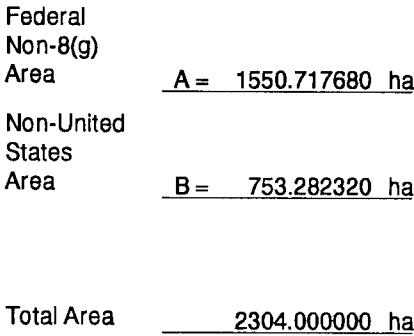 Federal
Non-8(g)
Area A = 1550.717680 ha
Non-United
States
Area B = 753.282320 ha
Total Area 2304.000000 ha